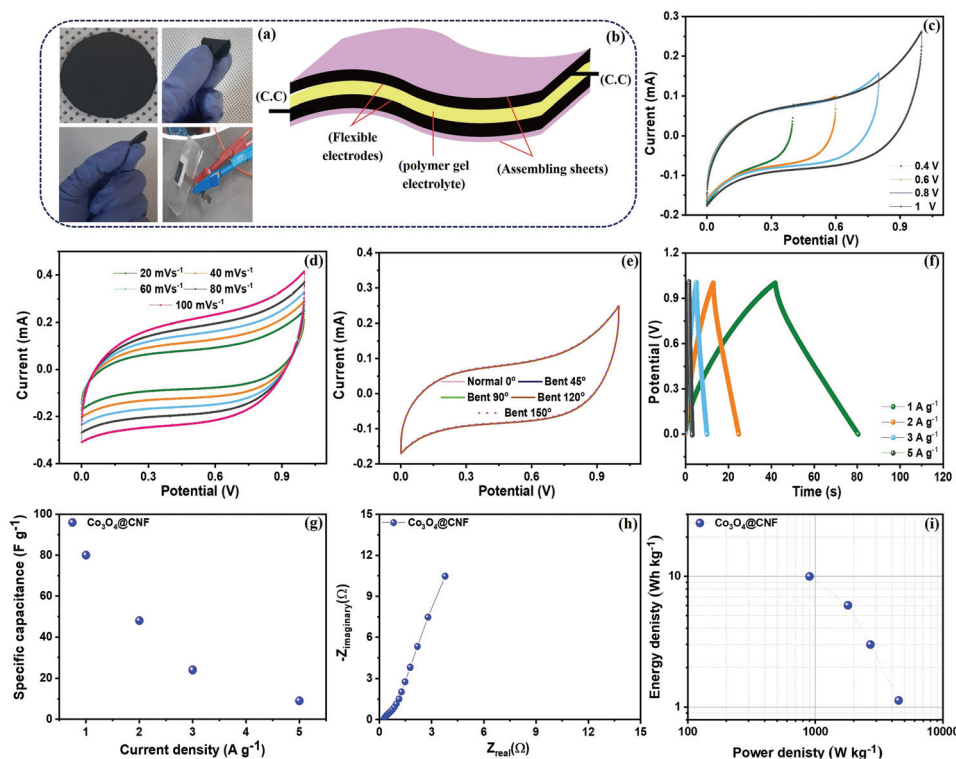 (a)
(b)
(C.C)
(C.C)
(Flexible
electrodes)
(polymer gel
electrolyte)
(Assembling sheets)
(c)
Current (mA)
0.3
0.2
0.1
0.0
-0.1
-0.2
0.4 V
0.6 V
0.8 V
1 V
0.0 0.3 0.6 0.9
Potential (V)
(d)
20 mVs-1 40 mVs-1
60 mVs-1 80 mVs-1
100 mVs-1
Current (mA)
0.4
0.2
0.0
-0.2
-0.4
0.0 0.3 0.6 0.9
Potential (V)
(e)
Current (mA)
0.4
0.3
0.2
0.1
0.0
-0.1
-0.2
-0.3
Normal 0º Bent 45º
Bent 90º Bent 120º
Bent 150º
0.0 0.3 0.6 0.9
Potential (V)
(f)
Potential (V)
1.2
0.9
0.6
0.3
0.0
1 A g-1
2 A g-1
3 A g-1
5 A g-1
0 20 40 60 80 100 120
Time (s)
(g)
Co3O4@CNF
Specific capacitance (F g-1)
100
80
60
40
20
0
1 2 3 4 5
Current density (A g-1)
(h)
Co3O4@CNF
-Zimaginary(Ω)
15
12
9
6
3
0
0 3 6 9 12 15
Zreal(Ω)
(i)
Co3O4@CNF
Energy denisty (Wh kg-1)
10
1
100 1000 10000
Power denisty (W kg-1)